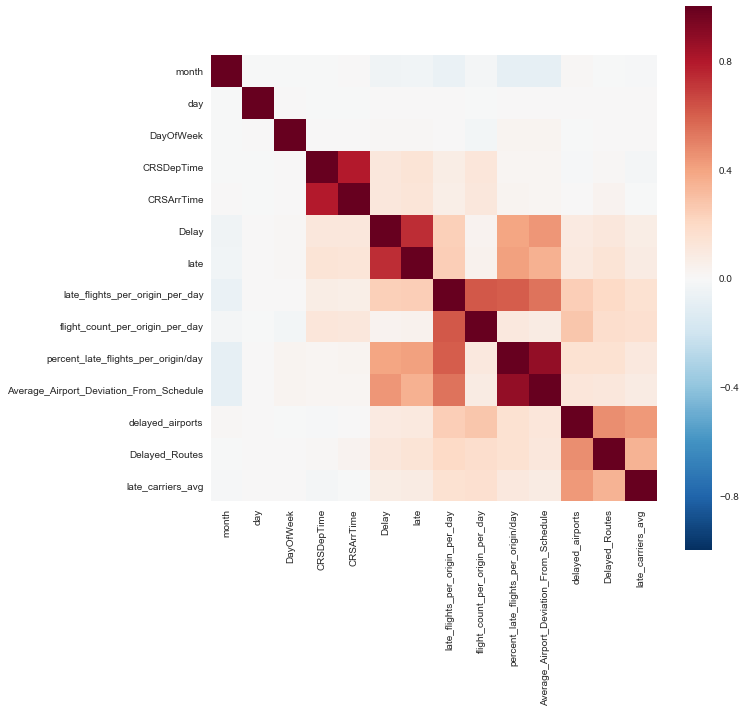 month
day
DayOfWeek
CRSDepTime
CRSArrTime
Delay
late
late_flights_per_origin_per_day
flight_count_per_origin_per_day
percent_late_flights_per_origin/day
Average_Airport_Deviation_From_Schedule
delayed_airports
Delayed_Routes
late_carriers_avg
month
day
DayOfWeek
CRSDepTime
CRSArrTime
Delay
late
late_flights_per_origin_per_day
flight_count_per_origin_per_day
percent_late_flights_per_origin/day
Average_Airport_Deviation_From_Schedule
delayed_airports
Delayed_Routes
late_carriers_avg
0.8
0.4
0.0
−0.4
−0.8